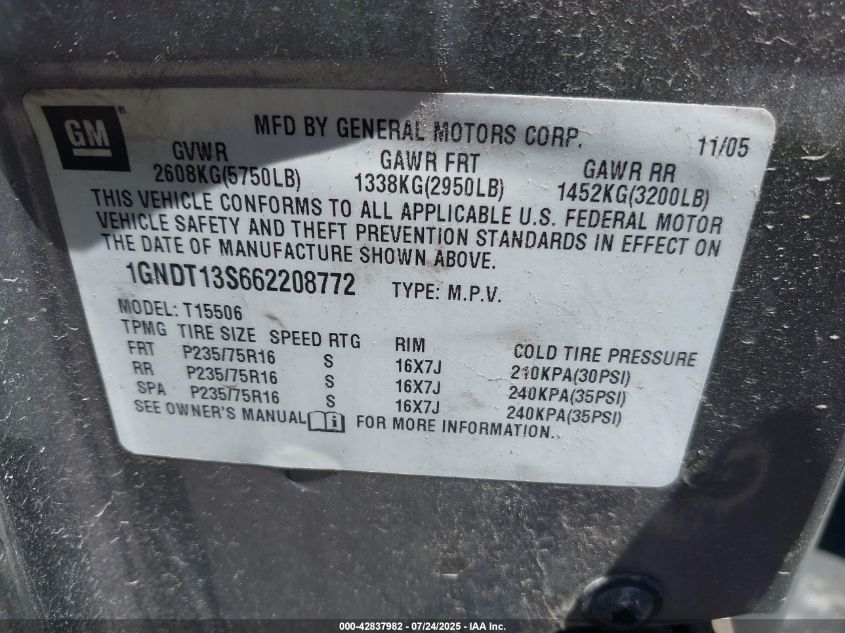 GM ®
MFD BY GENERAL MOTORS CORP. 11/05
GVWR GAWR FRT GAWR RR
2608KG(5750LB) 1338KG(2950LB) 1452KG(3200LB)
THIS VEHICLE CONFORMS TO ALL APPLICABLE U.S. FEDERAL MOTOR
VEHICLE SAFETY AND THEFT PREVENTION STANDARDS IN EFFECT ON
THE DATE OF MANUFACTURE SHOWN ABOVE.
1GNDT13S662208772 TYPE: M.P.V.
MODEL: T15506
TPMG TIRE SIZE SPEED RTG RIM COLD TIRE PRESSURE
FRT P235/75R16 S 16X7J 210KPA(30PSI)
RR P235/75R16 S 16X7J 240KPA(35PSI)
SPA P235/75R16 S 16X7J 240KPA(35PSI)
SEE OWNER'S MANUAL i FOR MORE INFORMATION.
000-42837982 - 07/24/2025 - IAA Inc.